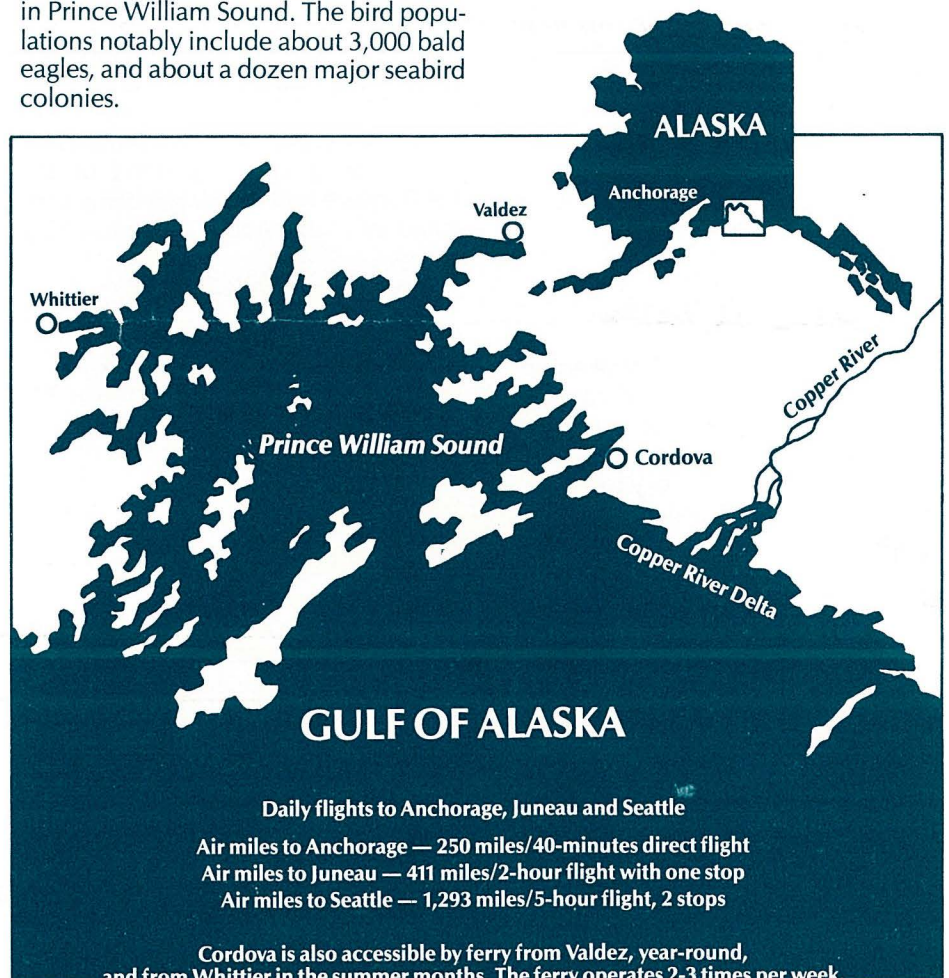 in Prince William Sound. The bird popu-
lations notably include about 3,000 bald
eagles, and about a dozen major seabird
colonies.
ALASKA
Anchorage
Valdez
Whittier
Copper River
Prince William Sound
Cordova
Copper River Delta
GULF OF ALASKA
Daily flights to Anchorage, Juneau and Seattle
Air miles to Anchorage — 250 miles/40-minutes direct flight
Air miles to Juneau — 411 miles/2-hour flight with one stop
Air miles to Seattle — 1,293 miles/5-hour flight, 2 stops
Cordova is also accessible by ferry from Valdez, year-round,
and from Whittier in the summer months. The ferry operates 2-3 times per week